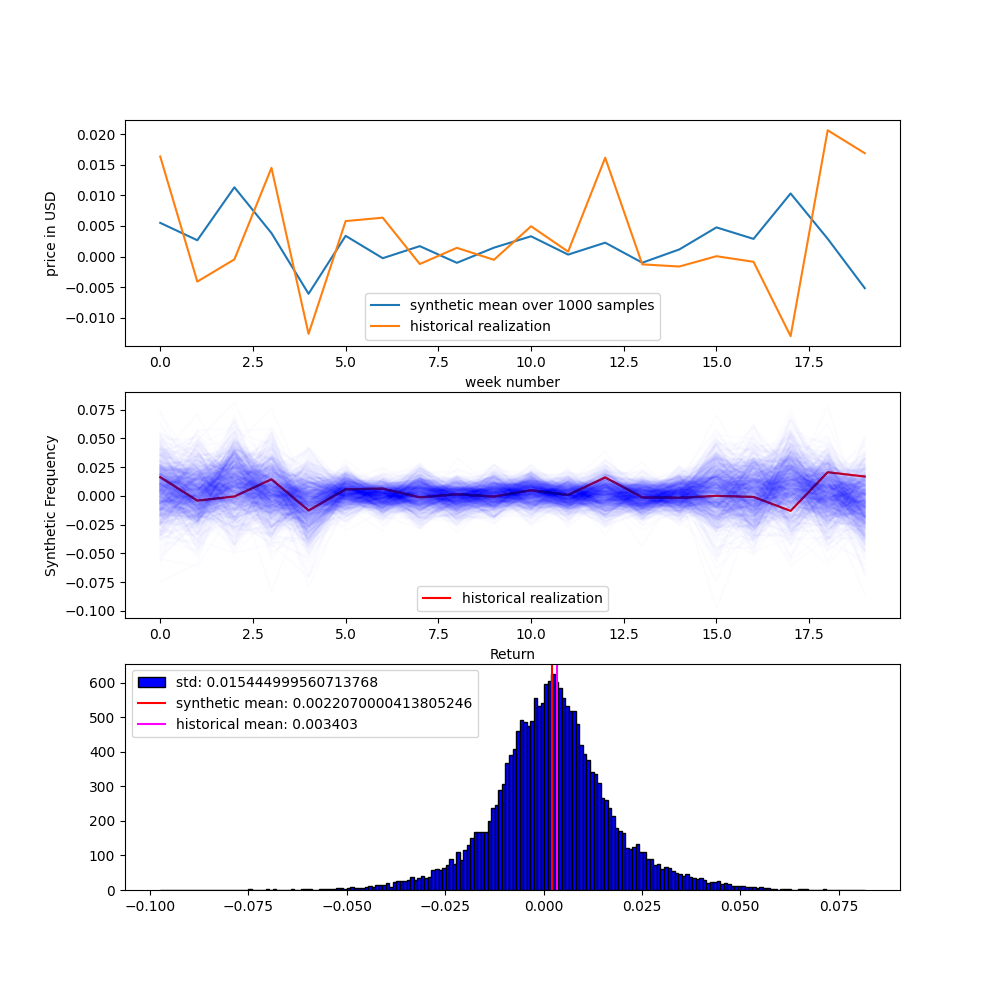 0.020
0.015
0.010
0.005
0.000
−0.005
−0.010
price in USD
synthetic mean over 1000 samples
historical realization
0.0 2.5 5.0 7.5 10.0 12.5 15.0 17.5
week number
0.075
0.050
0.025
0.000
−0.025
−0.050
−0.075
−0.100
Synthetic Frequency
historical realization
0.0 2.5 5.0 7.5 10.0 12.5 15.0 17.5
Return
600
500
400
300
200
100
0
std: 0.015444999560713768
synthetic mean: 0.0022070000413805246
historical mean: 0.003403
−0.100 −0.075 −0.050 −0.025 0.000 0.025 0.050 0.075